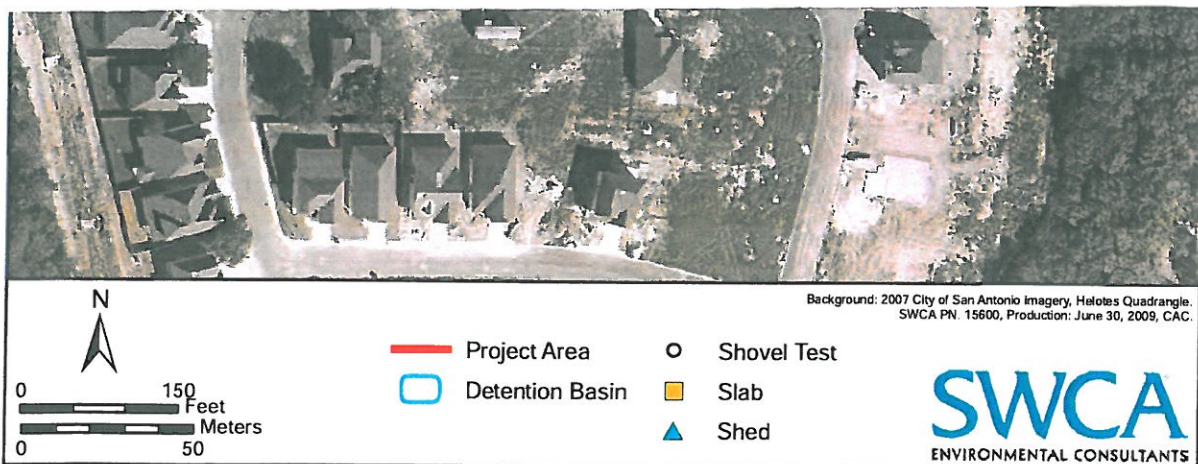 Background: 2007 City of San Antonio Imagery, Helotes Quadrangle.
SWCA PN. 15600, Production: June 30, 2009, CAC.
N
0 150
Feet
Meters
0 50
Project Area
Detention Basin
Shovel Test
Slab
Shed
SWCA
ENVIRONMENTAL CONSULTANTS